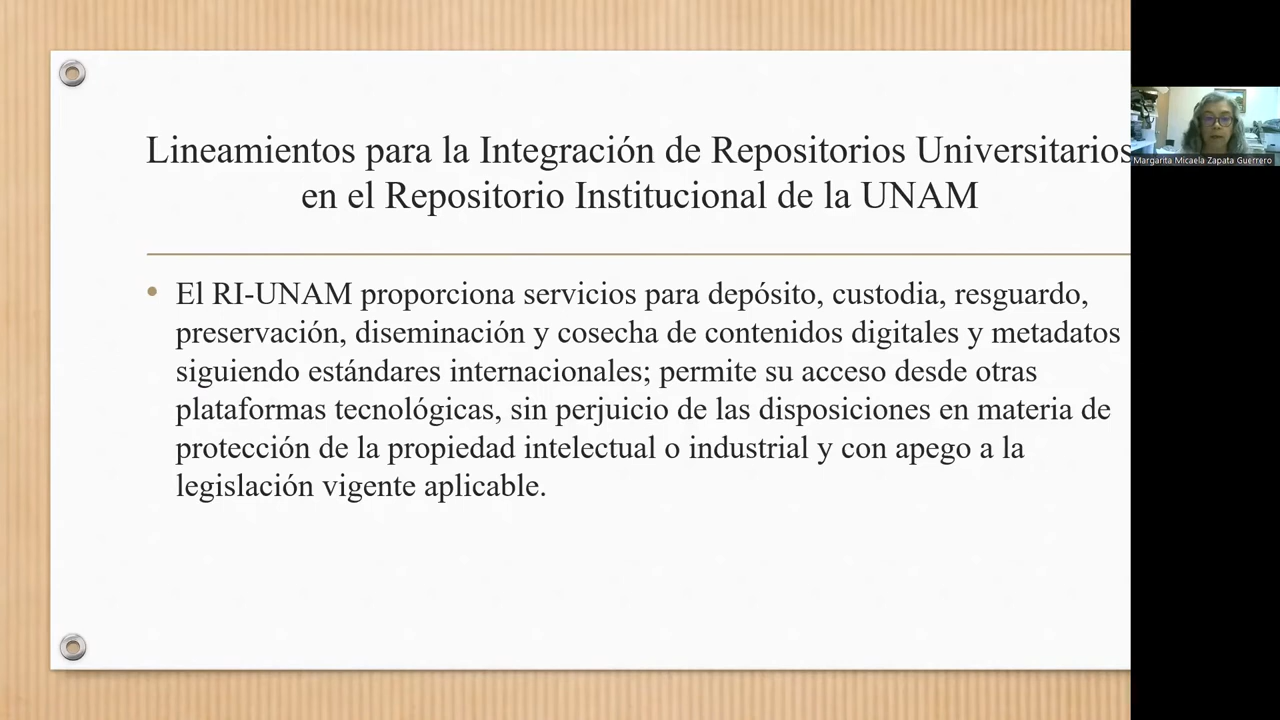 Lineamientos para la Integración de Repositorios Universitarios
en el Repositorio Institucional de la UNAM
• El RI-UNAM proporciona servicios para depósito, custodia, resguardo,
preservación, diseminación y cosecha de contenidos digitales y metadatos
siguiendo estándares internacionales; permite su acceso desde otras
plataformas tecnológicas, sin perjuicio de las disposiciones en materia de
protección de la propiedad intelectual o industrial y con apego a la
legislación vigente aplicable.
Margarita Micaela Zapata Guerrero